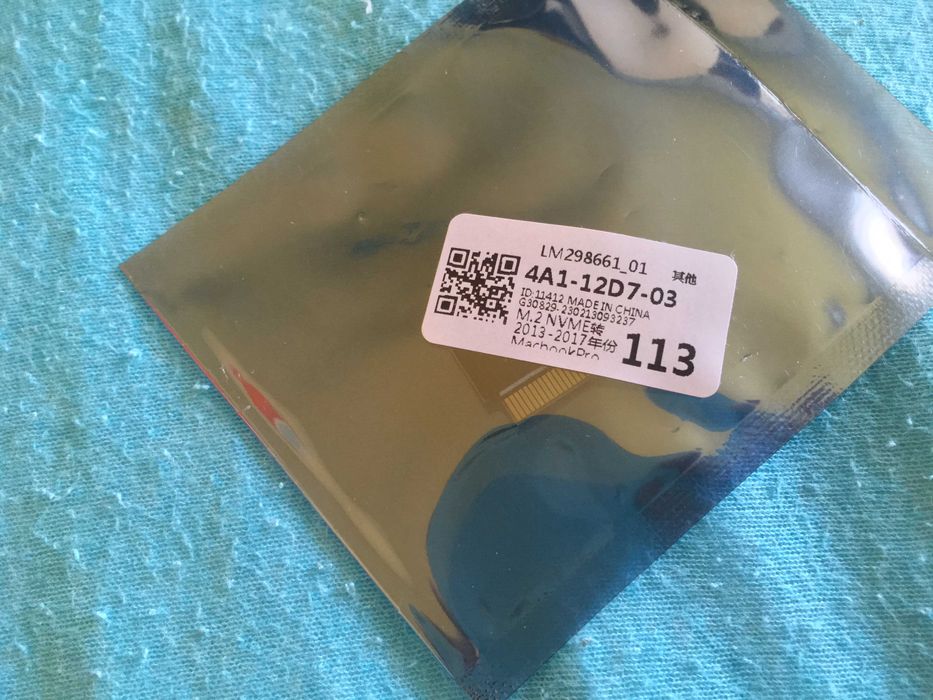 LM298661_01
其他
4A1-12D7-03
ID:11412 MADE IN CHINA
G30829-230213093237
M.2 NVME转
2013-2017年份
MacbookPro
113